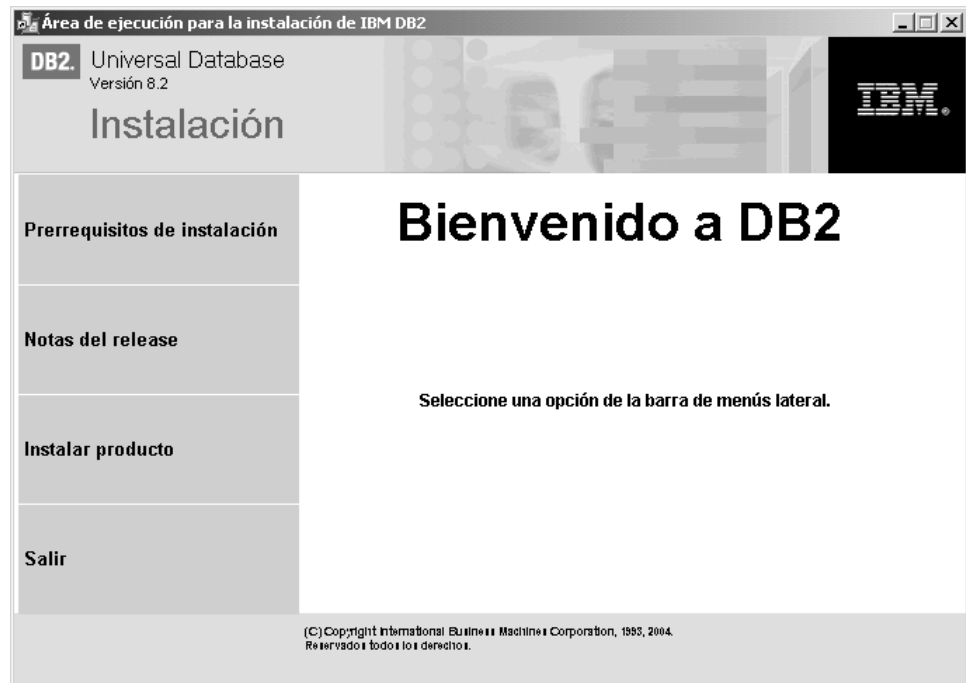 Área de ejecución para la instalación de IBM DB2
DB2. Universal Database
Versión 8.2
Instalación
IBM®
Prerrequisitos de instalación
Notas del release
Instalar producto
Salir
Bienvenido a DB2
Seleccione una opción de la barra de menús lateral.
(C) Copyright International Business Machines Corporation, 1993, 2004.
Reservados todos los derechos.